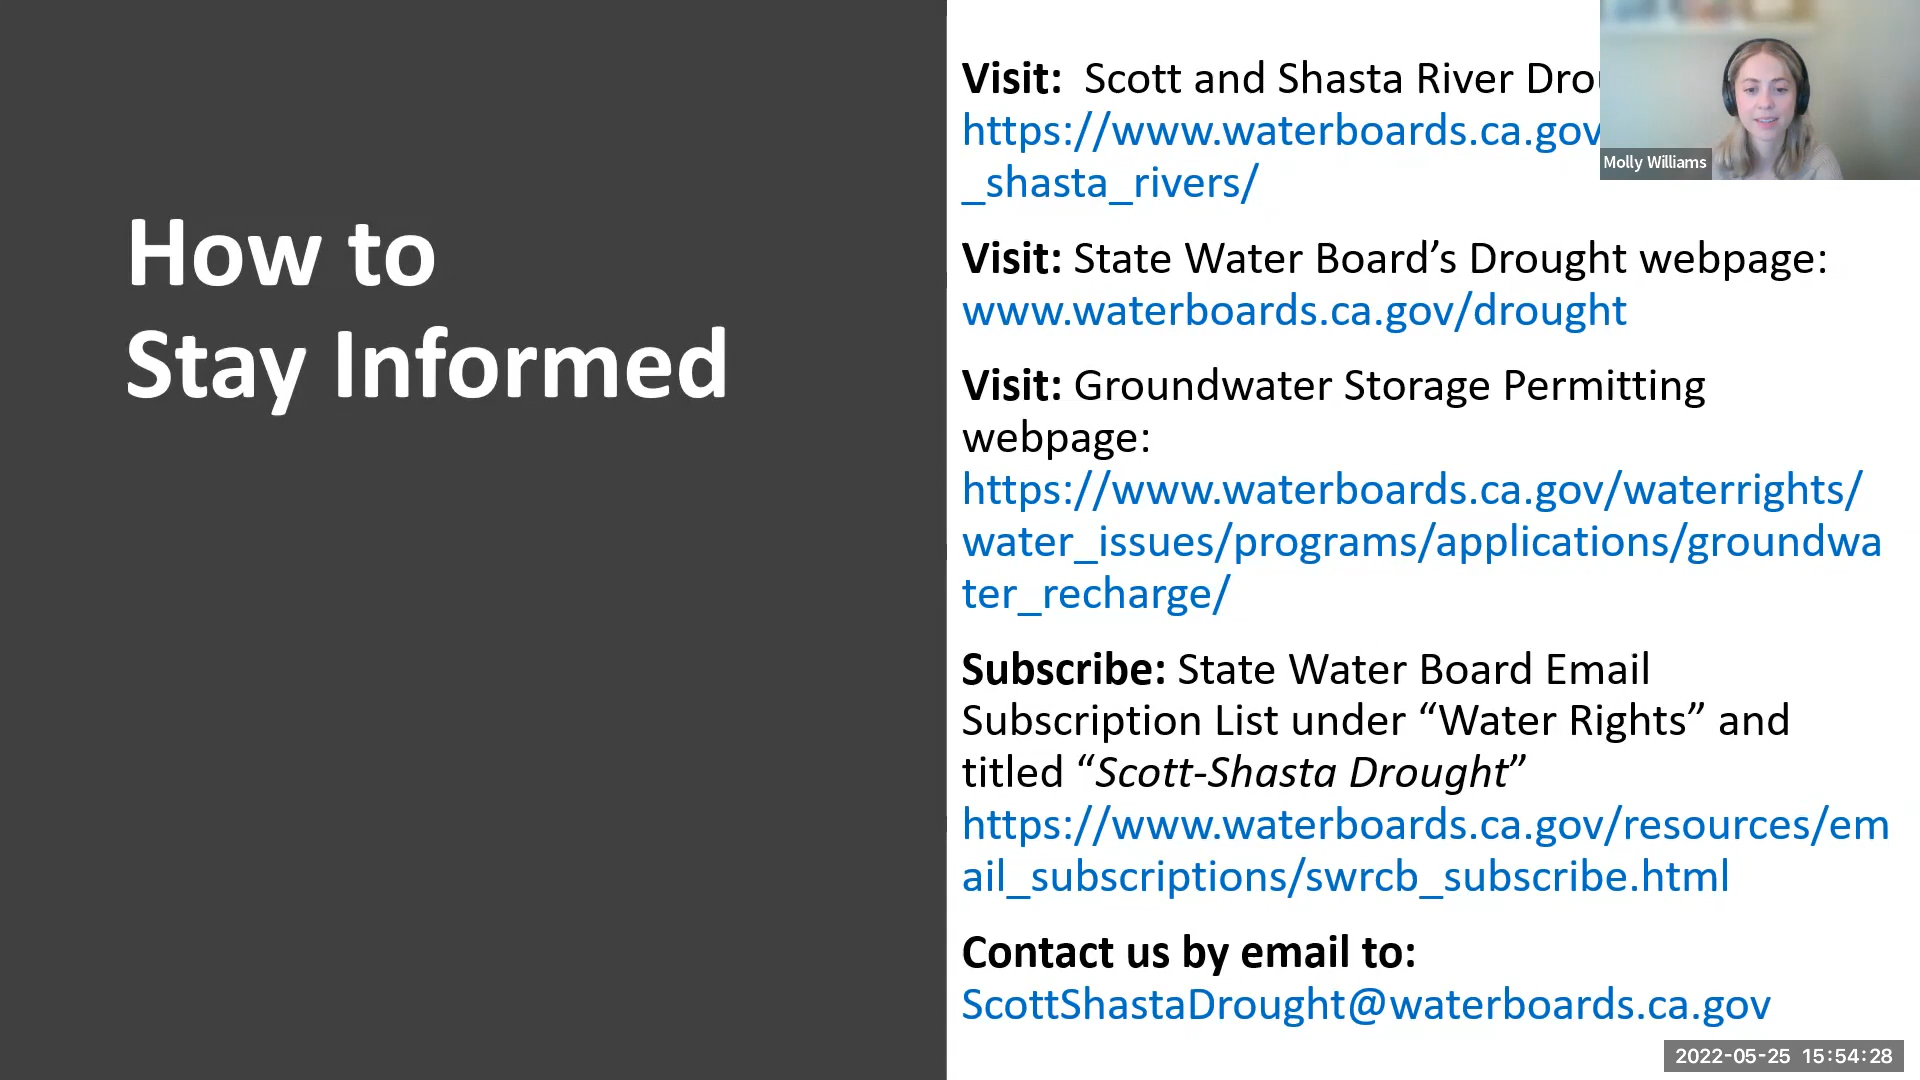 How to
Stay Informed
Visit: Scott and Shasta River
https://www.waterboards.ca.gov
_shasta_rivers/
Visit: State Water Board’s Drought webpage:
www.waterboards.ca.gov/drought
Visit: Groundwater Storage Permitting
webpage:
https://www.waterboards.ca.gov/waterrights/
water_issues/programs/applications/groundwa
ter_recharge/
Subscribe: State Water Board Email
Subscription List under “Water Rights” and
titled “Scott-Shasta Drought”
https://www.waterboards.ca.gov/resources/em
ail_subscriptions/swrcb_subscribe.html
Contact us by email to:
ScottShastaDrought@waterboards.ca.gov
Molly Williams
2022-05-25 15:54:28